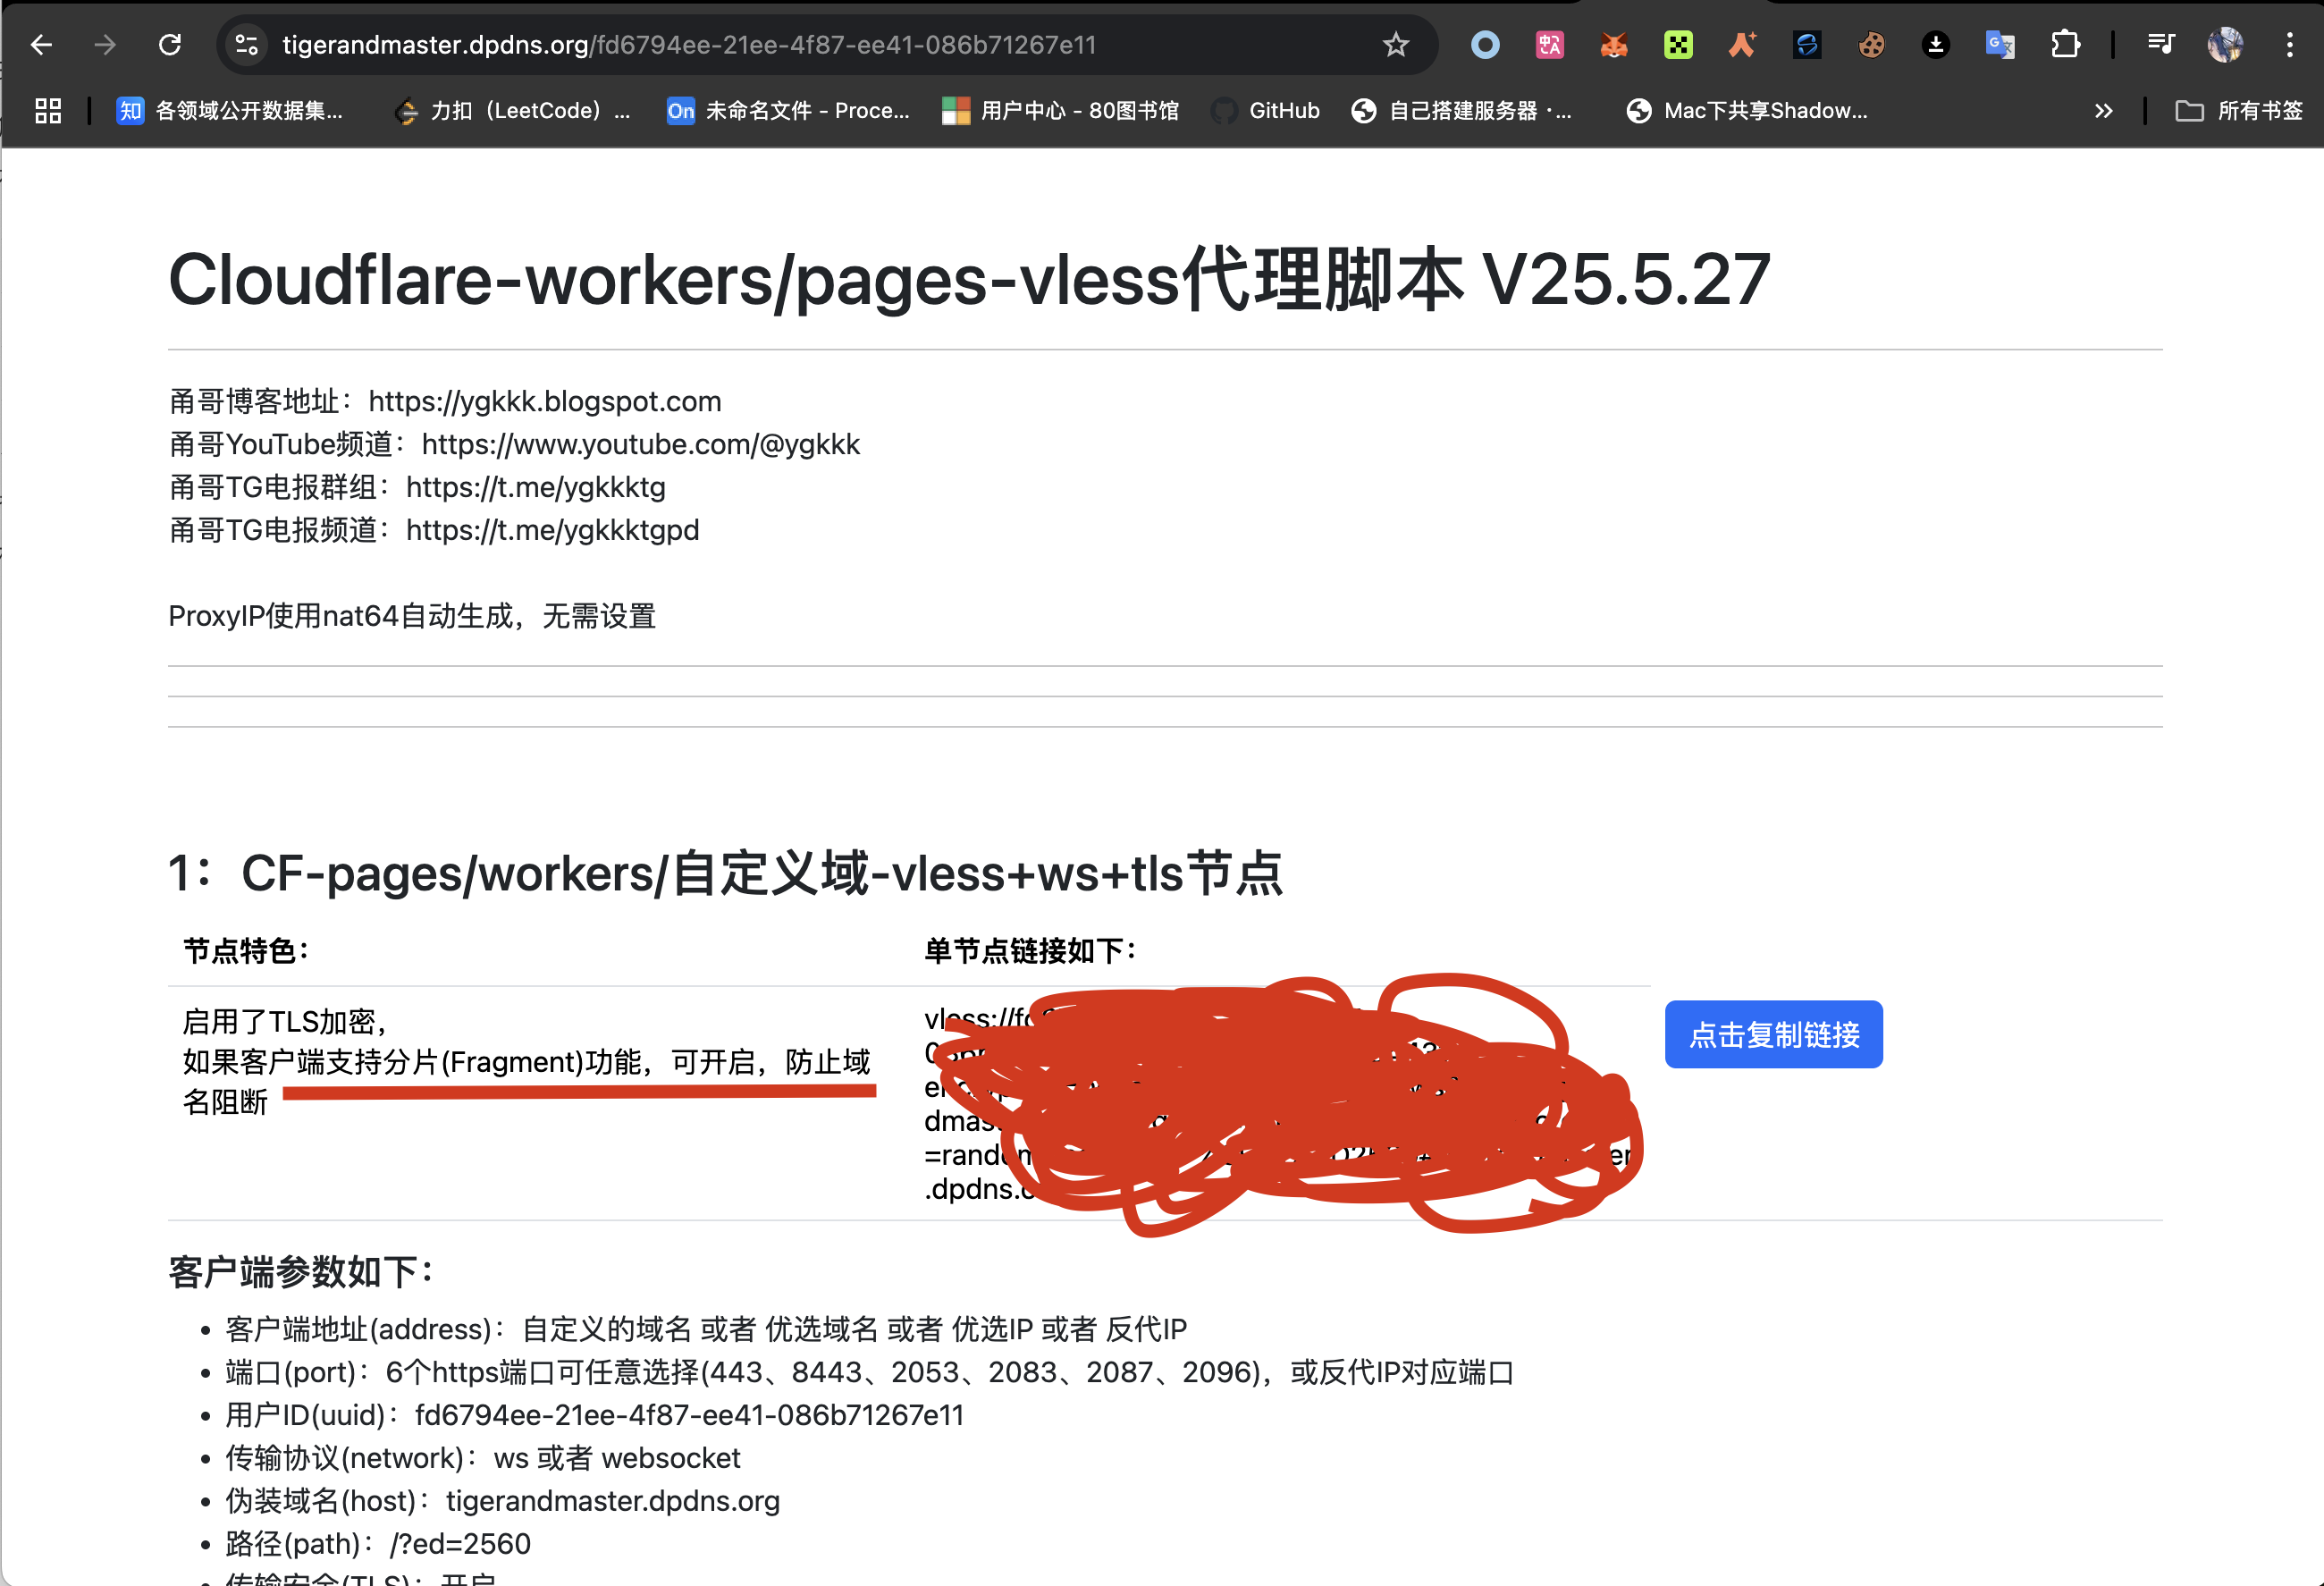 tigerandmaster.dpdns.org/fd6794ee-21ee-4f87-ee41-086b71267e11
各领域公开数据集... 力扣（LeetCode）... 未命名文件 - Proce... 用户中心 - 80图书馆 GitHub 自己搭建服务器 · ... Mac下共享Shadow... 所有书签
Cloudflare-workers/pages-vless代理脚本 V25.5.27
甬哥博客地址：https://ygkkk.blogspot.com
甬哥YouTube频道：https://www.youtube.com/@ygkkk
甬哥TG电报群组：https://t.me/ygkkktg
甬哥TG电报频道：https://t.me/ygkkktgpd
ProxyIP使用nat64自动生成，无需设置
1：CF-pages/workers/自定义域-vless+ws+tls节点
节点特色： 单节点链接如下：
启用了TLS加密，
如果客户端支持分片(Fragment)功能，可开启，防止域
名阻断
vless://
=random
.dpdns.
点击复制链接
客户端参数如下：
• 客户端地址(address)：自定义的域名 或者 优选域名 或者 优选IP 或者 反代IP
• 端口(port)：6个https端口可任意选择(443、8443、2053、2083、2087、2096)，或反代IP对应端口
• 用户ID(uuid)：fd6794ee-21ee-4f87-ee41-086b71267e11
• 传输协议(network)：ws 或者 websocket
• 伪装域名(host)：tigerandmaster.dpdns.org
• 路径(path)：/?ed=2560
• 传输安全(TLS)：开启